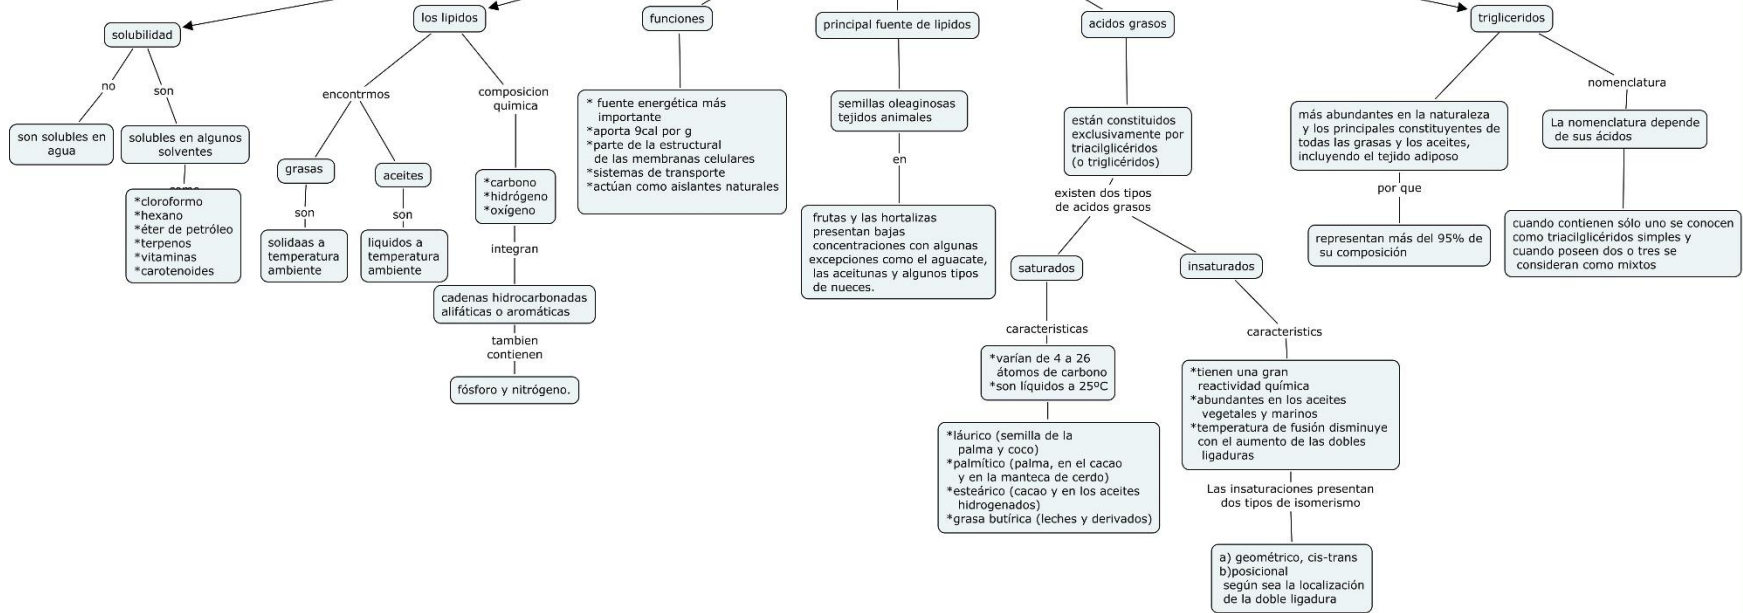 solubilidad
no
son
son solubles en
agua
solubles en algunos
solventes
como
*cloroformo
*hexano
*éter de petróleo
*terpenos
*vitaminas
*carotenoides
los lipidos
encontrmos
grasas
son
solidaas a
temperatura
ambiente
aceites
son
liquidos a
temperatura
ambiente
composicion
quimica
*carbono
*hidrógeno
*oxígeno
integran
cadenas hidrocarbonadas
alifáticas o aromáticas
tambien
contienen
fósforo y nitrógeno.
funciones
* fuente energética más
importante
*aporta 9cal por g
*parte de la estructural
de las membranas celulares
*sistemas de transporte
*actúan como aislantes naturales
principal fuente de lipidos
semillas oleaginosas
tejidos animales
en
frutas y las hortalizas
presentan bajas
concentraciones con algunas
excepciones como el aguacate,
las aceitunas y algunos tipos
de nueces.
acidos grasos
están constituidos
exclusivamente por
triacilglicéridos
(o triglicéridos)
existen dos tipos
de acidos grasos
saturados
caracteristicas
*varían de 4 a 26
átomos de carbono
*son líquidos a 25ºC
*láurico (semilla de la
palma y coco)
*palmítico (palma, en el cacao
y en la manteca de cerdo)
*esteárico (cacao y en los aceites
hidrogenados)
*grasa butírica (leches y derivados)
insaturados
caracteristics
*tienen una gran
reactividad química
*abundantes en los aceites
vegetales y marinos
*temperatura de fusión disminuye
con el aumento de las dobles
ligaduras
Las insaturaciones presentan
dos tipos de isomerismo
a) geométrico, cis-trans
b)posicional
según sea la localización
de la doble ligadura
trigliceridos
más abundantes en la naturaleza
y los principales constituyentes de
todas las grasas y los aceites,
incluyendo el tejido adiposo
por que
representan más del 95% de
su composición
nomenclatura
La nomenclatura depende
de sus ácidos
cuando contienen sólo uno se conocen
como triacilglicéridos simples y
cuando poseen dos o tres se
consideran como mixtos